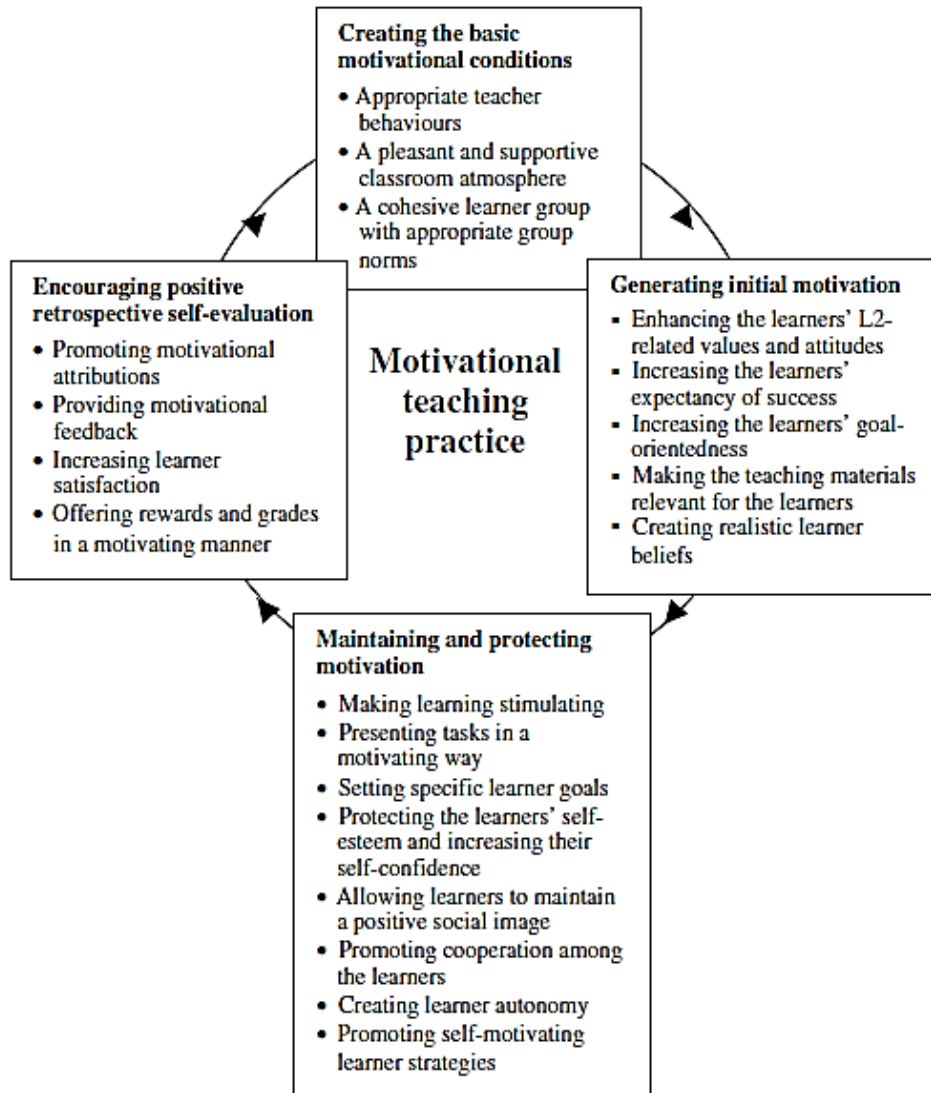 Creating the basic
motivational conditions
• Appropriate teacher
behaviours
• A pleasant and supportive
classroom atmosphere
• A cohesive learner group
with appropriate group
norms
Generating initial motivation
▪ Enhancing the learners' L2-
related values and attitudes
▪ Increasing the learners'
expectancy of success
▪ Increasing the learners' goal-
orientedness
▪ Making the teaching materials
relevant for the learners
▪ Creating realistic learner
beliefs
Maintaining and protecting
motivation
• Making learning stimulating
• Presenting tasks in a
motivating way
• Setting specific learner goals
• Protecting the learners' self-
esteem and increasing their
self-confidence
• Allowing learners to maintain
a positive social image
• Promoting cooperation among
the learners
• Creating learner autonomy
• Promoting self-motivating
learner strategies
Encouraging positive
retrospective self-evaluation
• Promoting motivational
attributions
• Providing motivational
feedback
• Increasing learner
satisfaction
• Offering rewards and grades
in a motivating manner
Motivational
teaching
practice